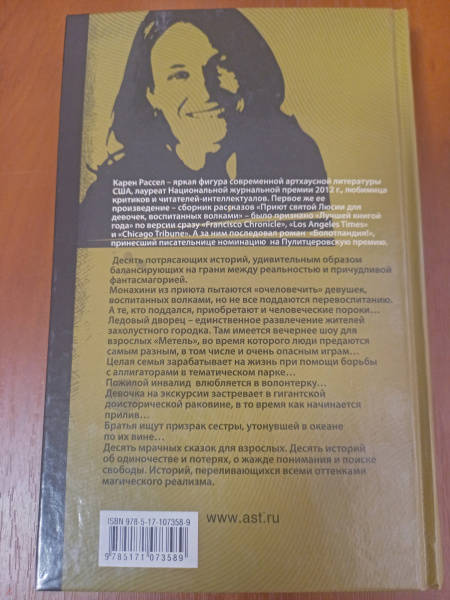 Карен Рассел – яркая фигура современной артхаусной литературы
США, лауреат Национальной журнальной премии 2012 г., любимица
критиков и читателей-интеллектуалов. Первое же ее
произведение – сборник рассказов «Приют святой Люсии для
девочек, воспитанных волками» – было признано «Лучшей книгой
года» по версии сразу «Francisco Chronicle», «Los Angeles Times»
и «Chicago Tribune». А за ним последовал роман «Болотландия!»,
принесший писательнице номинацию на Пулитцеровскую премию.
Десять потрясающих историй, удивительным образом
балансирующих на грани между реальностью и причудливой
фантасмагорией.
Монахини из приюта пытаются «очеловечить» девушек,
воспитанных волками, но не все поддаются перевоспитанию.
А те, кто поддался, приобретают и человеческие пороки...
Ледовый дворец – единственное развлечение жителей
захолустного городка. Там имеется вечернее шоу для
взрослых «Метель», во время которого люди предаются
самым разным, в том числе и очень опасным играм...
Целая семья зарабатывает на жизнь при помощи борьбы
с аллигаторами в тематическом парке...
Пожилой инвалид влюбляется в волонтерку...
Девочка на экскурсии застревает в гигантской
доисторической раковине, в то время как начинается
прилив...
Братья ищут призрак сестры, утонувшей в океане
по их вине...
Десять мрачных сказок для взрослых. Десять историй
об одиночестве и потерях, о жажде понимания и поиске
свободы. Историй, переливающихся всеми оттенками
магического реализма.
www.ast.ru
ISBN 978-5-17-107358-9
9 785171 073589